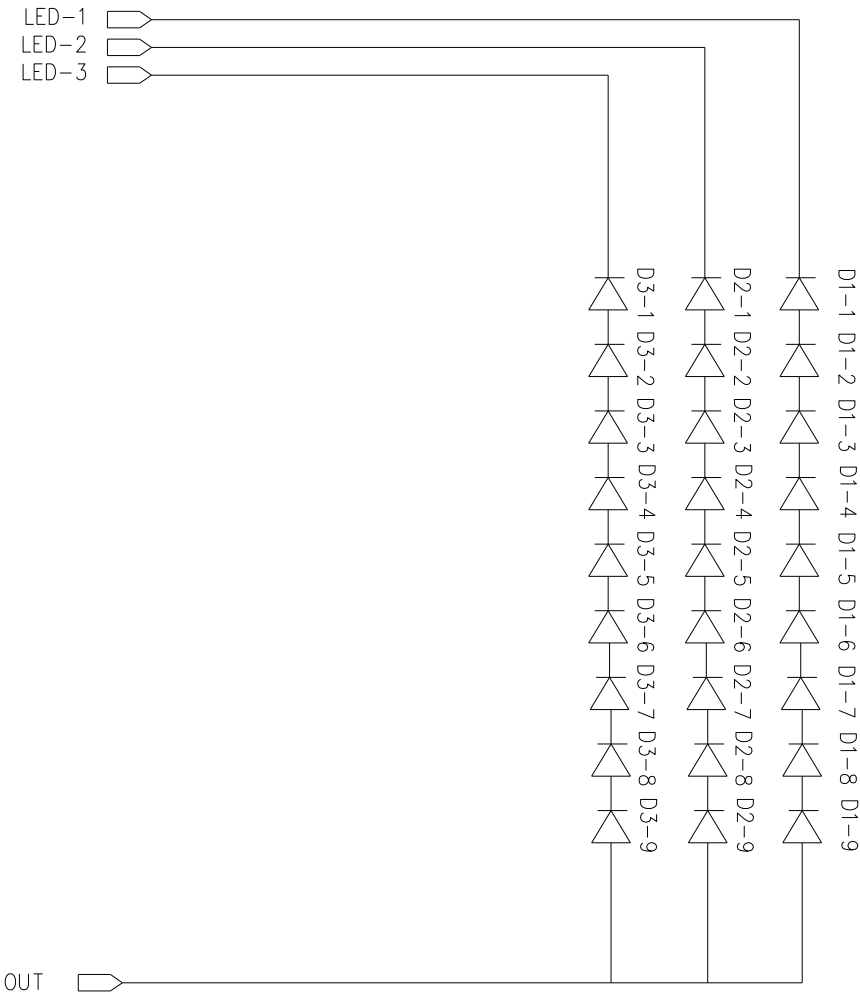 LED-1
LED-2
LED-3
D3-1 D3-2 D3-3 D3-4 D3-5 D3-6 D3-7 D3-8 D3-9
D2-1 D2-2 D2-3 D2-4 D2-5 D2-6 D2-7 D2-8 D2-9
D1-1 D1-2 D1-3 D1-4 D1-5 D1-6 D1-7 D1-8 D1-9
OUT